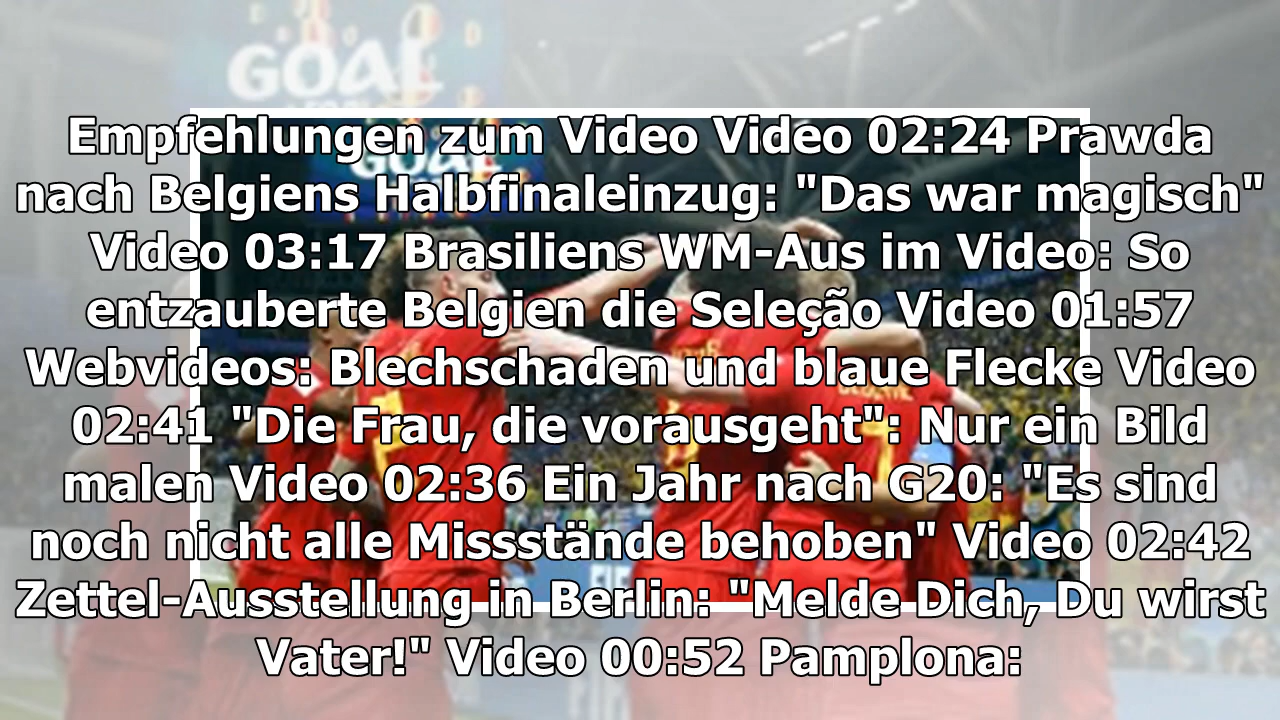 GOAL
GOAL
Empfehlungen zum Video Video 02:24 Prawda
nach Belgiens Halbfinaleinzug: "Das war magisch"
Video 03:17 Brasiliens WM-Aus im Video: So
entzauberte Belgien die Seleção Video 01:57
Webvideos: Blechschaden und blaue Flecke Video
02:41 "Die Frau, die vorausgeht": Nur ein Bild
malen Video 02:36 Ein Jahr nach G20: "Es sind
noch nicht alle Missstände behoben" Video 02:42
Zettel-Ausstellung in Berlin: "Melde Dich, Du wirst
Vater!" Video 00:52 Pamplona: